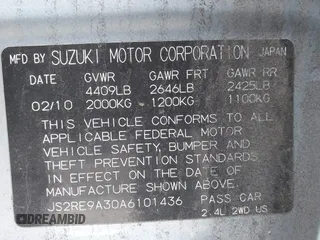 MFD BY SUZUKI MOTOR CORPORATION JAPAN
DATE GVWR GAWR FRT GAWR RR
4409LB 2646LB 2425LB
02/10 2000KG 1200KG 1100KG
THIS VEHICLE CONFORMS TO ALL
APPLICABLE FEDERAL MOTOR
VEHICLE SAFETY, BUMPER AND
THEFT PREVENTION STANDARDS
IN EFFECT ON THE DATE OF
MANUFACTURE SHOWN ABOVE.
JS2RE9A30A6101436 PASS CAR
2.4L 2WD US
DREAMBID